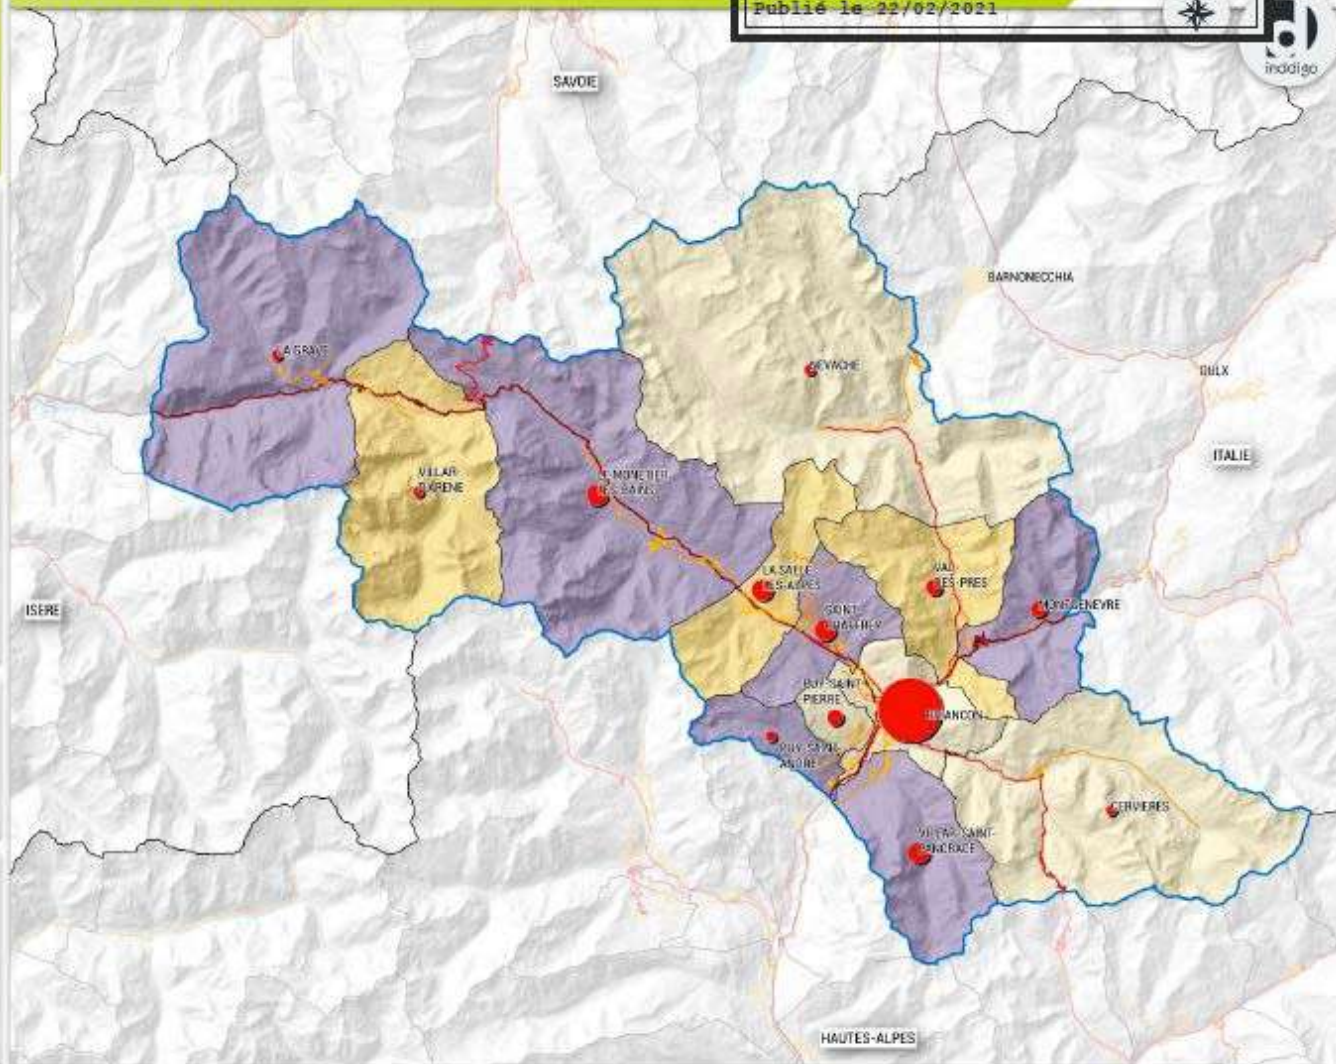 Publié le 22/02/2021
inddigo
SAVOIE
BARNONECCHIA
LA GRAVE
NEVACHE
OULX
ITALIE
VILLAR-
D'ARENE
LE-MONETIER-
LES-BAINS
LA SALLE
LES-ALPES
VAL-
DES-PRES
ISERE
SAINT-
CHAFFREY
MONTGENEVRE
PUY-SAINT-
PIERRE
BRIANCON
PUY-SAINT-
ANDRE
CERVIERES
VILLAR-SAINT-
PANCRACE
HAUTES-ALPES